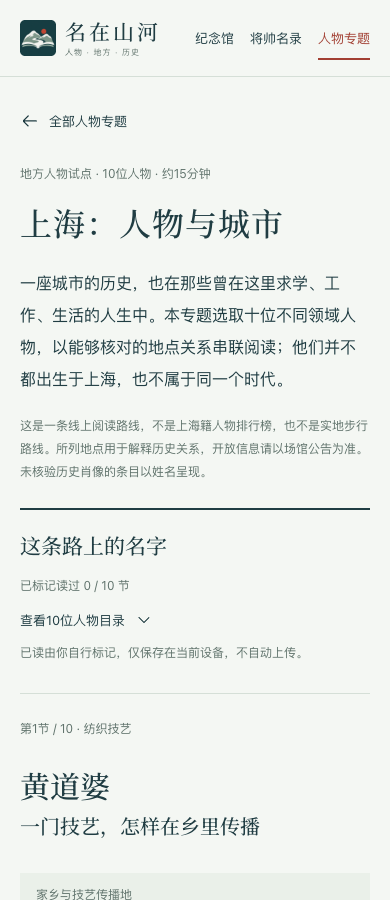 名在山河
人物 · 地方 · 历史
纪念馆 将帅名录 人物专题
全部人物专题
地方人物试点 · 10位人物 · 约15分钟
上海：人物与城市
一座城市的历史，也在那些曾在这里求学、工
作、生活的人生中。本专题选取十位不同领域人
物，以能够核对的地点关系串联阅读；他们并不
都出生于上海，也不属于同一个时代。
这是一条线上阅读路线，不是上海籍人物排行榜，也不是实地步行
路线。所列地点用于解释历史关系，开放信息请以场馆公告为准。
未核验历史肖像的条目以姓名呈现。
这条路上的名字
已标记读过 0 / 10 节
查看10位人物目录
已读由你自行标记，仅保存在当前设备，不自动上传。
第1节 / 10 · 纺织技艺
黄道婆
一门技艺，怎样在乡里传播
家乡与技艺传播地